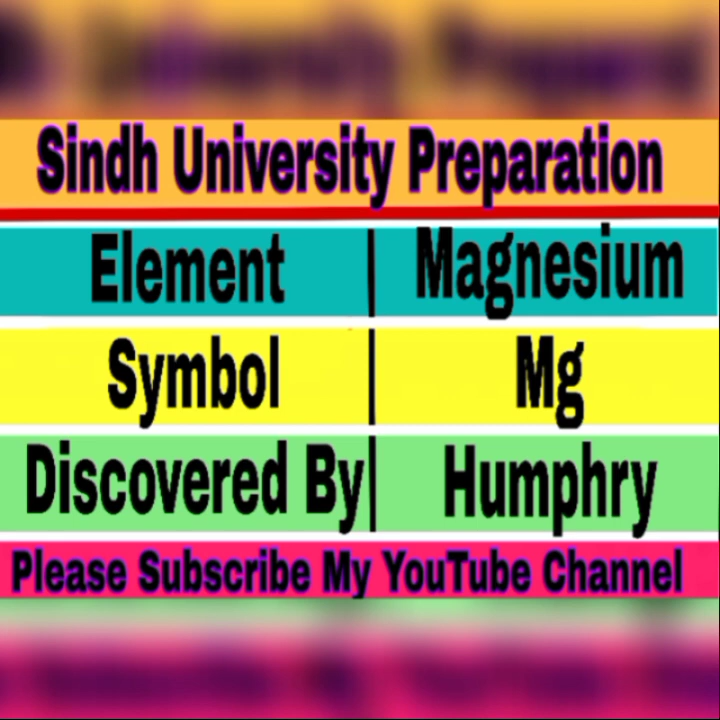 Sindh University Preparation
Element | Magnesium
Symbol | Mg
Discovered By | Humphry
Please Subscribe My YouTube Channel